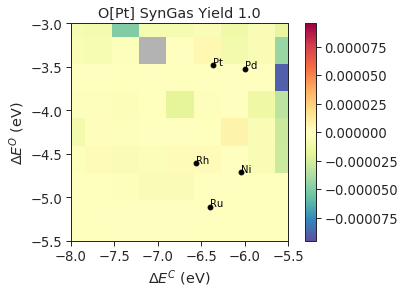 O[Pt] SynGas Yield 1.0
−3.0
−3.5
−4.0
−4.5
−5.0
−5.5
ΔE^O (eV)
Pt
Pd
Rh
Ni
Ru
−8.0 −7.5 −7.0 −6.5 −6.0 −5.5
ΔE^C (eV)
0.000075
0.000050
0.000025
0.000000
−0.000025
−0.000050
−0.000075